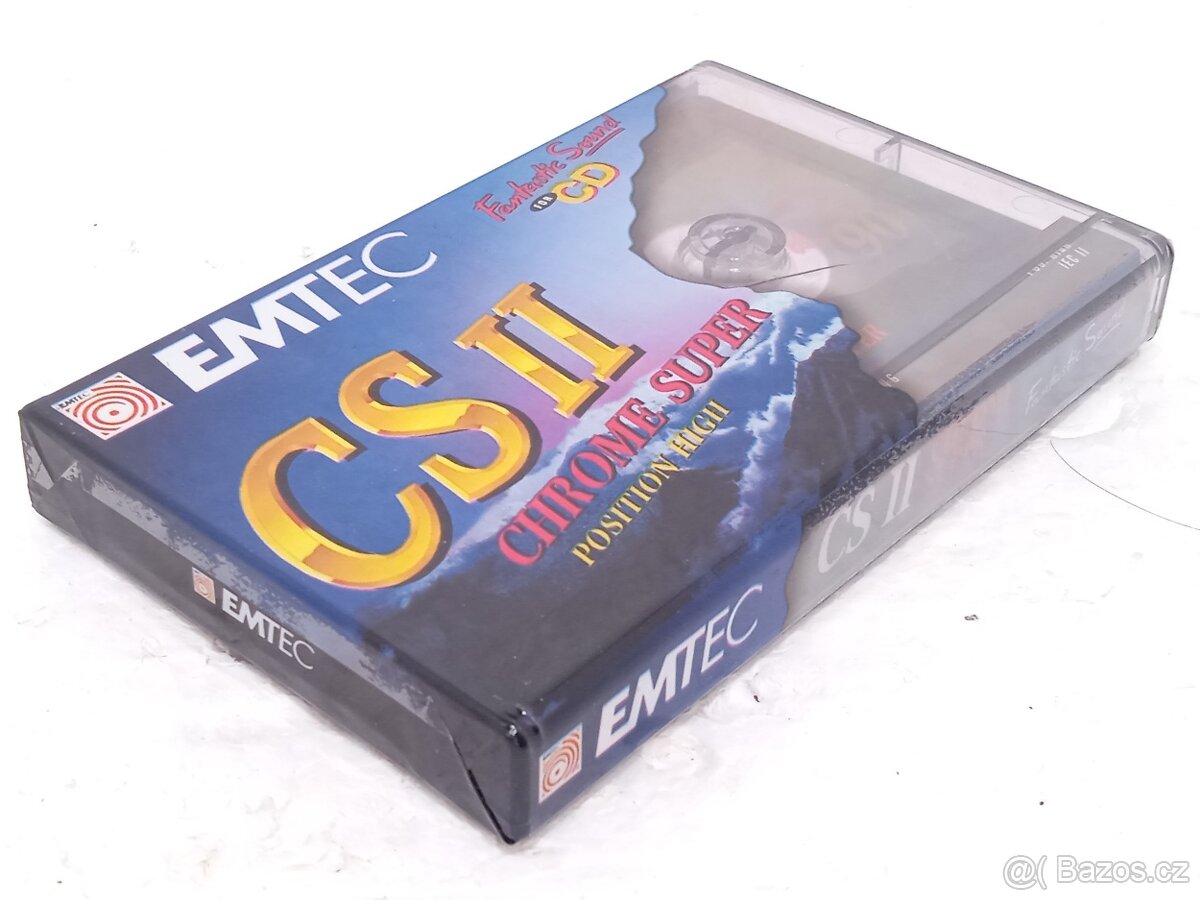 Fantastic Sound
FOR CD
EMTEC
EMTEC
CS II
CHROME SUPER
POSITION HIGH
90
IEC II
EMTEC
EMTEC
CS II
Fantastic Sound
@( Bazos.cz